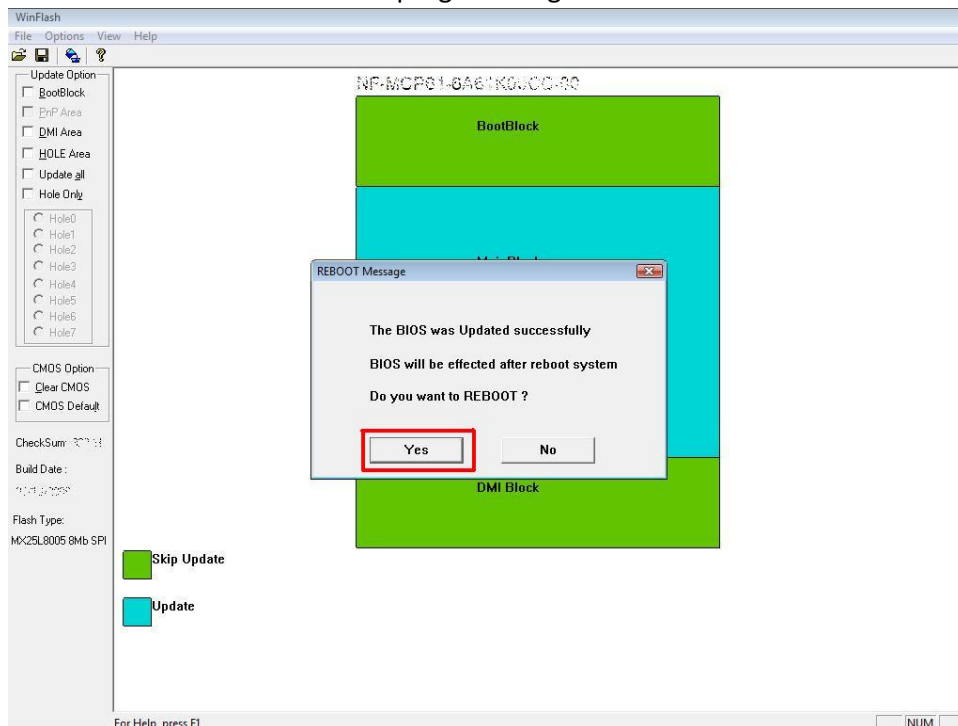 WinFlash
File Options View Help
Update Option
BootBlock
PnP Area
DMI Area
HOLE Area
Update all
Hole Only
Hole0
Hole1
Hole2
Hole3
Hole4
Hole5
Hole6
Hole7
CMOS Option
Clear CMOS
CMOS Default
CheckSum
Build Date :
Flash Type:
MX25L8005 8Mb SPI
BootBlock
REBOOT Message
The BIOS was Updated successfully
BIOS will be effected after reboot system
Do you want to REBOOT ?
Yes No
DMI Block
Skip Update
Update
For Help, press F1
NUM